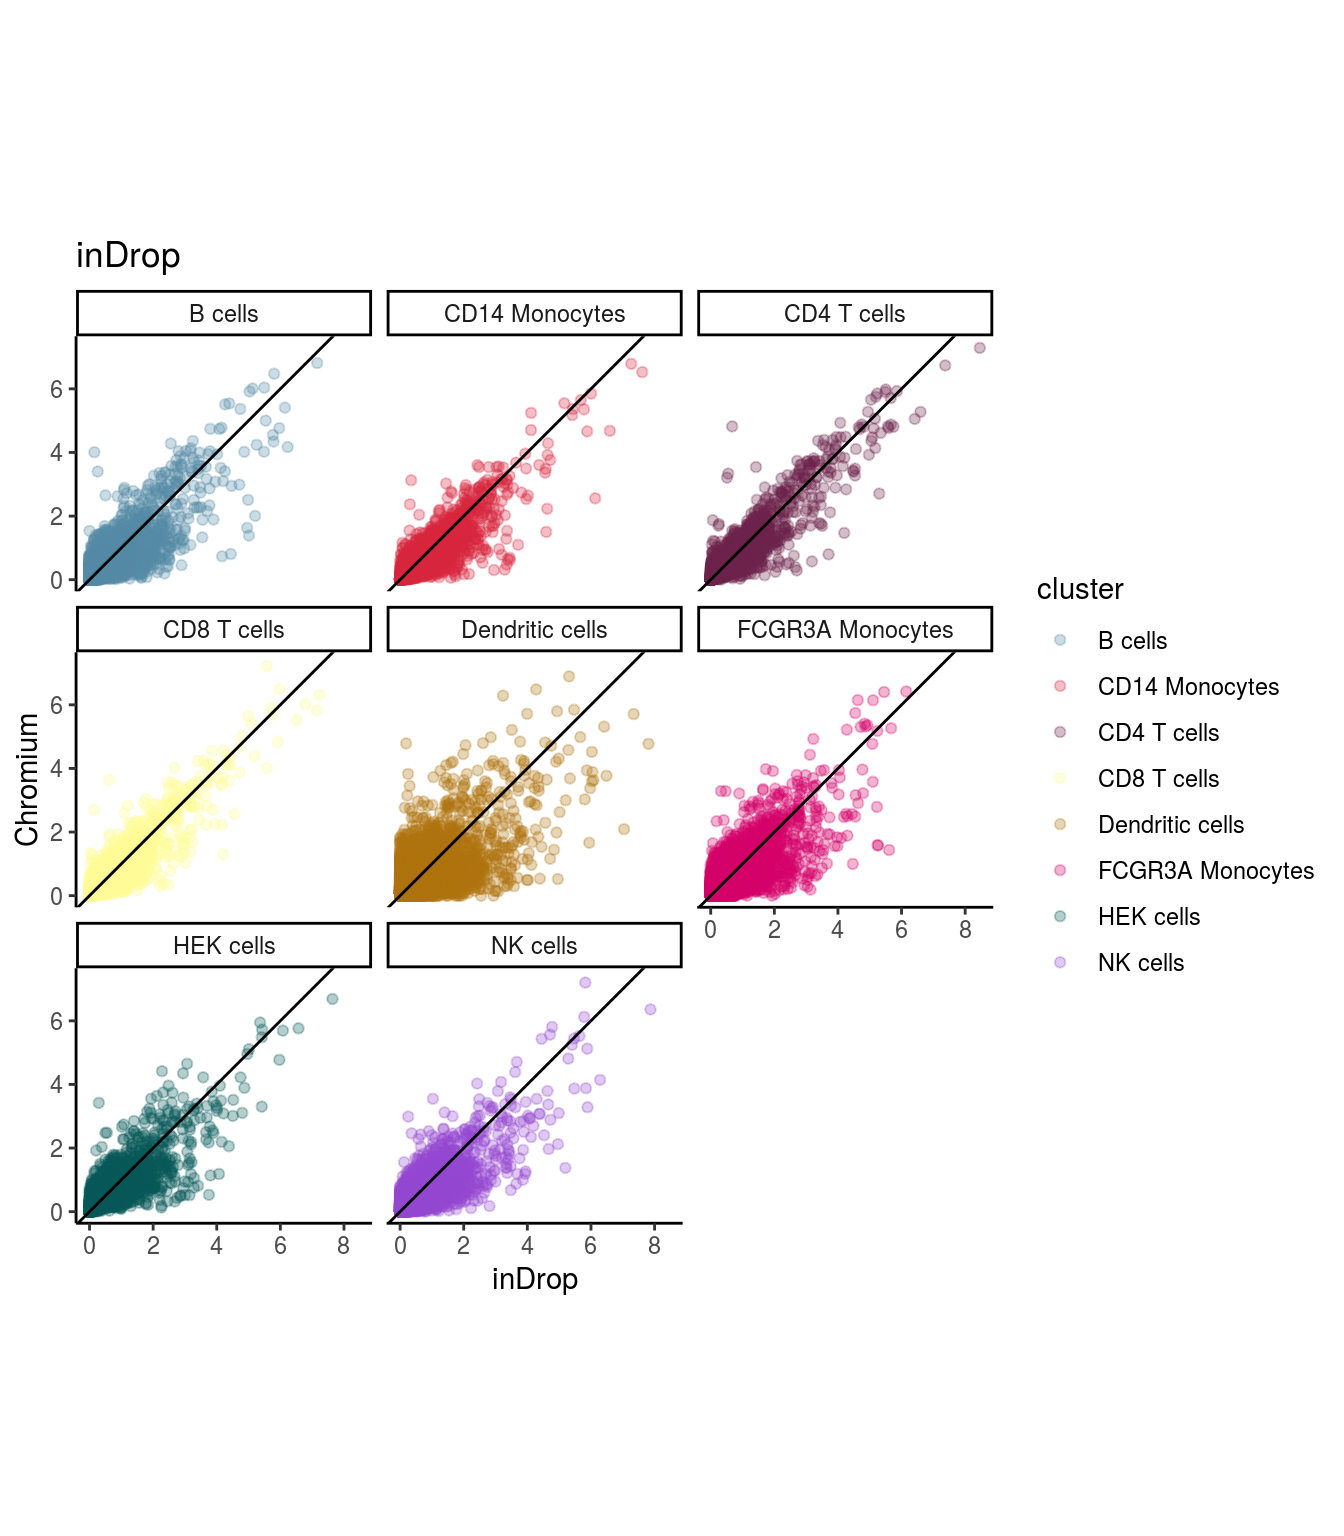 inDrop
B cells
CD14 Monocytes
CD4 T cells
6
4
2
0
CD8 T cells
Dendritic cells
FCGR3A Monocytes
6
4
2
0
0 2 4 6 8
HEK cells
NK cells
6
4
2
0
0 2 4 6 8
0 2 4 6 8
Chromium
inDrop
cluster
B cells
CD14 Monocytes
CD4 T cells
CD8 T cells
Dendritic cells
FCGR3A Monocytes
HEK cells
NK cells